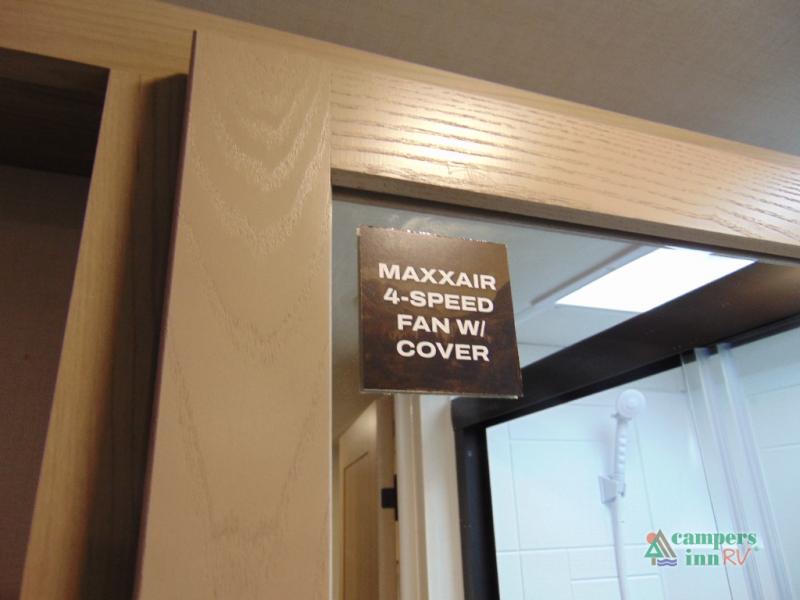 MAXXAIR
4-SPEED
FAN W/
COVER
campers
inn RV